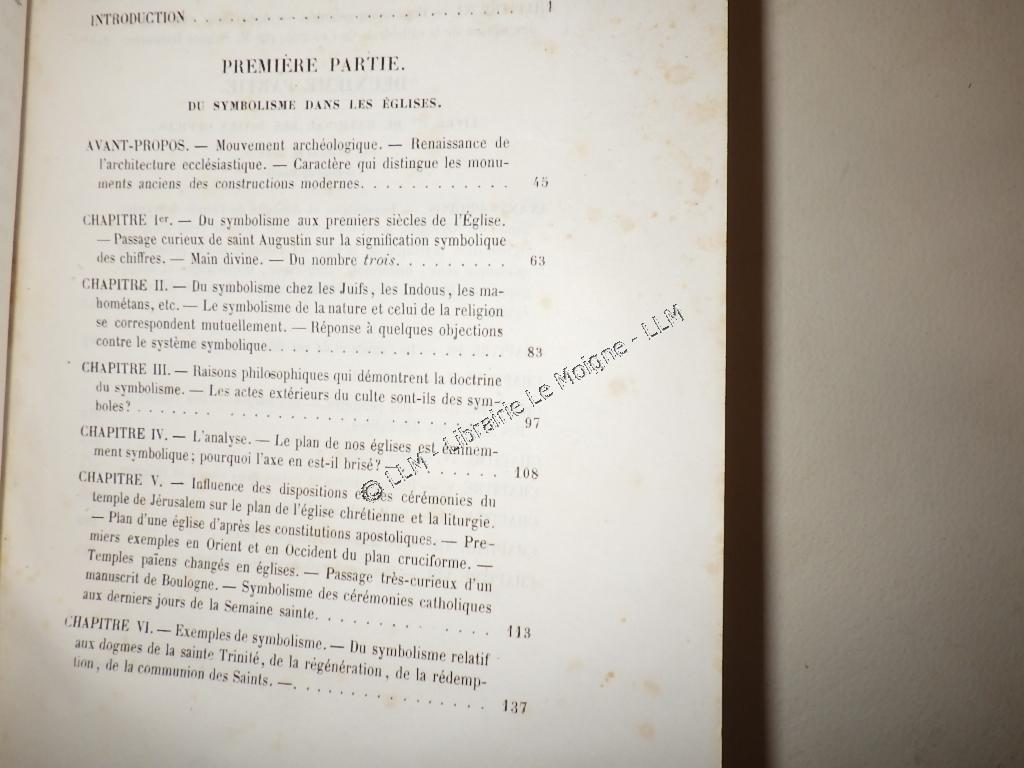 INTRODUCTION . . . . . . . . . . . . . . . . . . . . . . . . . 1
PREMIÈRE PARTIE.
DU SYMBOLISME DANS LES ÉGLISES.
AVANT-PROPOS. — Mouvement archéologique. — Renaissance de
l'architecture ecclésiastique. — Caractère qui distingue les monu-
ments anciens des constructions modernes. . . . . . . . . . . . 45
CHAPITRE Ier. — Du symbolisme aux premiers siècles de l'Église.
— Passage curieux de saint Augustin sur la signification symbolique
des chiffres. — Main divine. — Du nombre trois. . . . . . . . . 63
CHAPITRE II. — Du symbolisme chez les Juifs, les Indous, les ma-
hométans, etc. — Le symbolisme de la nature et celui de la religion
se correspondent mutuellement. — Réponse à quelques objections
contre le système symbolique. . . . . . . . . . . . . . . . . . 83
CHAPITRE III. — Raisons philosophiques qui démontrent la doctrine
du symbolisme. — Les actes extérieurs du culte sont-ils des sym-
boles? . . . . . . . . . . . . . . . . . . . . . . 97
CHAPITRE IV. — L'analyse. — Le plan de nos églises est éminem-
ment symbolique; pourquoi l'axe en est-il brisé? . . . . . . . . 108
CHAPITRE V. — Influence des dispositions et des cérémonies du
temple de Jérusalem sur le plan de l'église chrétienne et la liturgie.
— Plan d'une église d'après les constitutions apostoliques. — Pre-
miers exemples en Orient et en Occident du plan cruciforme. —
Temples païens changés en églises. — Passage très-curieux d'un
manuscrit de Boulogne. — Symbolisme des cérémonies catholiques
aux derniers jours de la Semaine sainte. . . . . . . . . . . . . 113
CHAPITRE VI. — Exemples de symbolisme. — Du symbolisme relatif
aux dogmes de la sainte Trinité, de la régénération, de la rédemp-
tion, de la communion des Saints. —. . . . . . . . . . . . . . . 137
© LLM - Librairie Le Moigne - LLM